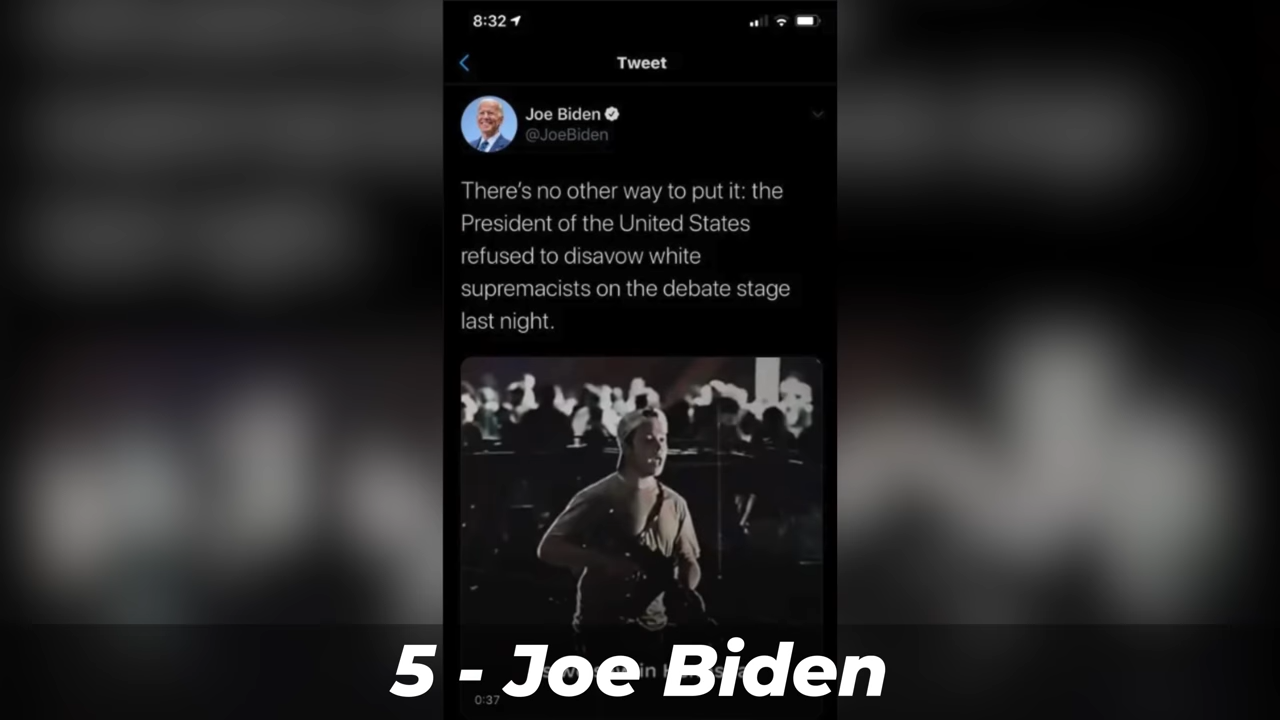 8:32
Tweet
Joe Biden
@JoeBiden
There's no other way to put it: the
President of the United States
refused to disavow white
supremacists on the debate stage
last night.
5 - Joe Biden
0:37